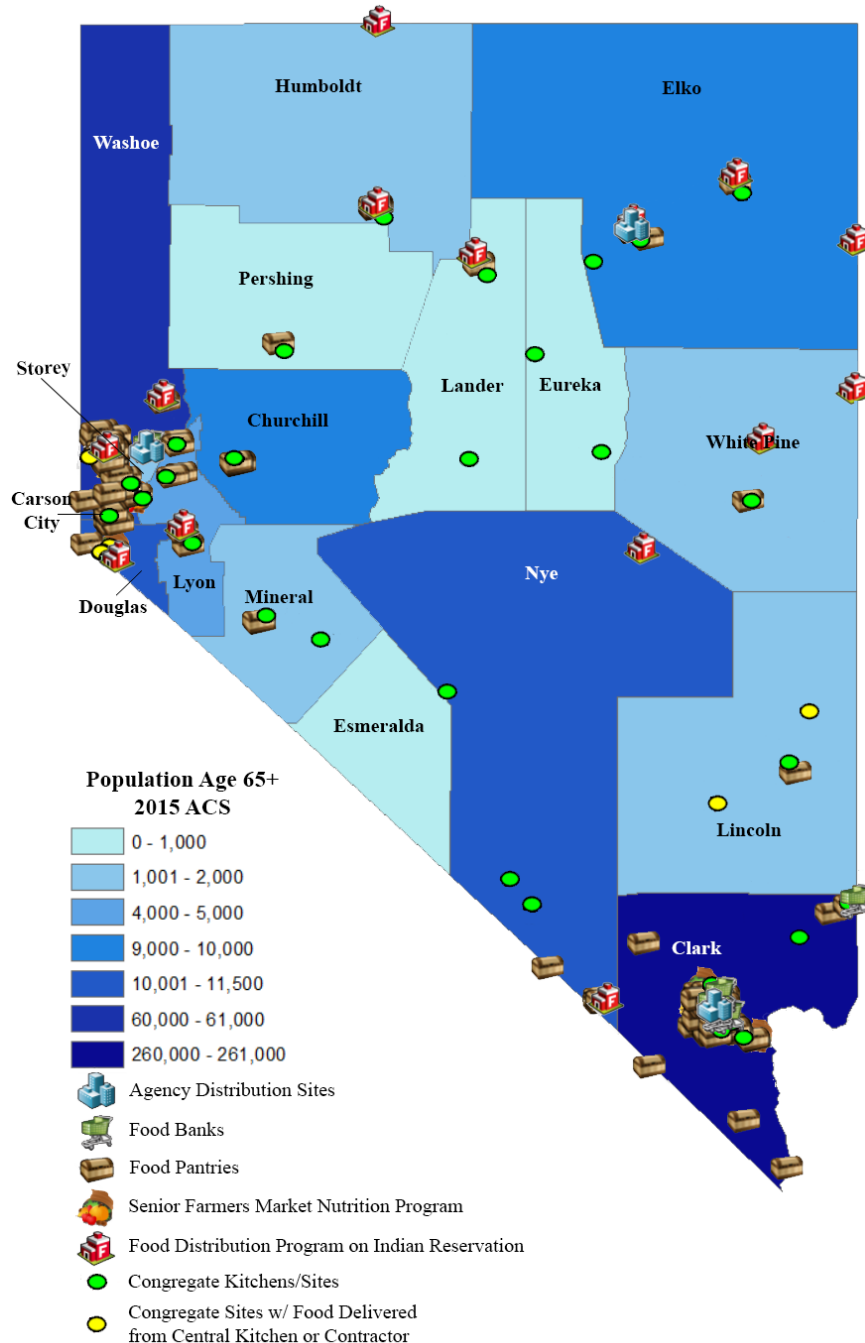 Humboldt
Elko
Washoe
Pershing
Storey
Lander
Eureka
Churchill
White Pine
Carson
City
Nye
Lyon
Mineral
Douglas
Esmeralda
Lincoln
Clark
Population Age 65+
2015 ACS
0 - 1,000
1,001 - 2,000
4,000 - 5,000
9,000 - 10,000
10,001 - 11,500
60,000 - 61,000
260,000 - 261,000
Agency Distribution Sites
Food Banks
Food Pantries
Senior Farmers Market Nutrition Program
F Food Distribution Program on Indian Reservation
Congregate Kitchens/Sites
Congregate Sites w/ Food Delivered
from Central Kitchen or Contractor